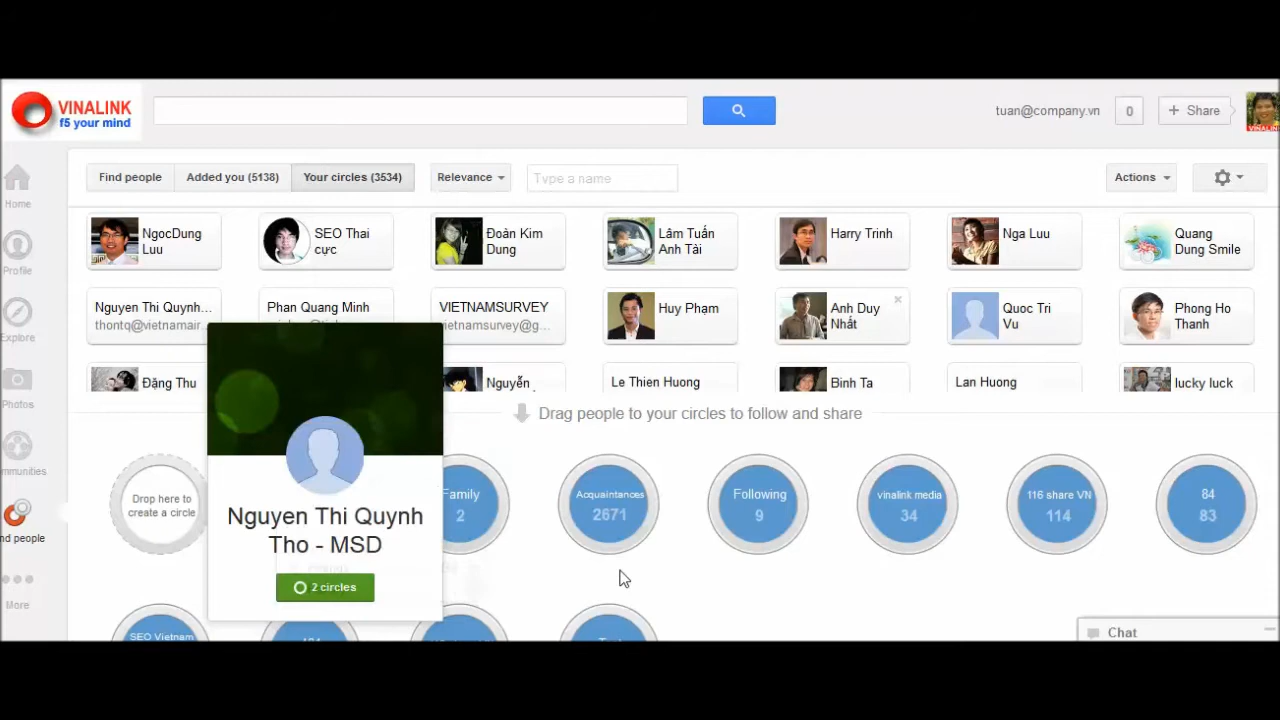 VINALINK
f5 your mind
tuan@company.vn
0
+ Share
VINALIN
Find people
Added you (5138)
Your circles (3534)
Relevance
Type a name
Actions
Home
Profile
Explore
Photos
mmunities
nd people
More
NgocDung
Luu
SEO Thai
cực
Đoàn Kim
Dung
Lâm Tuấn
Anh Tài
Harry Trinh
Nga Luu
Quang
Dung Smile
Nguyen Thi Quynh...
thontq@vietnamair...
Phan Quang Minh
VIETNAMSURVEY
vietnamsurvey@g...
Huy Phạm
Anh Duy
Nhất
Quoc Tri
Vu
Phong Ho
Thanh
Đặng Thu
Nguyễn
Le Thien Huong
Binh Ta
Lan Huong
lucky luck
Drag people to your circles to follow and share
Drop here to
create a circle
Nguyen Thi Quynh
Tho - MSD
2 circles
Family
2
Acquaintances
2671
Following
9
vinalink media
34
116 share VN
114
84
83
SEO Vietnam
Chat